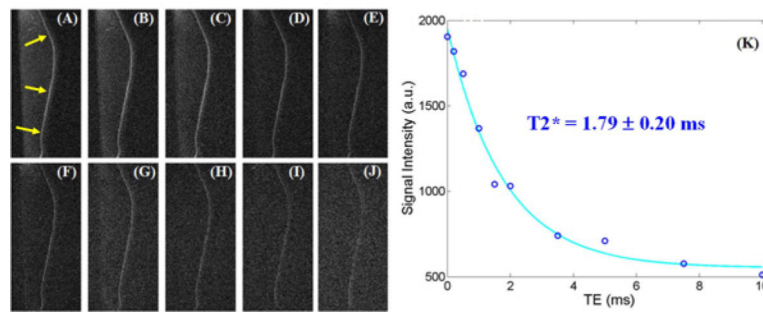 (A) (B) (C) (D) (E)
(F) (G) (H) (I) (J)
2000
1500
1000
500
0 2 4 6 8 10
Signal Intensity (a.u.)
TE (ms)
(K)
T2* = 1.79 ± 0.20 ms